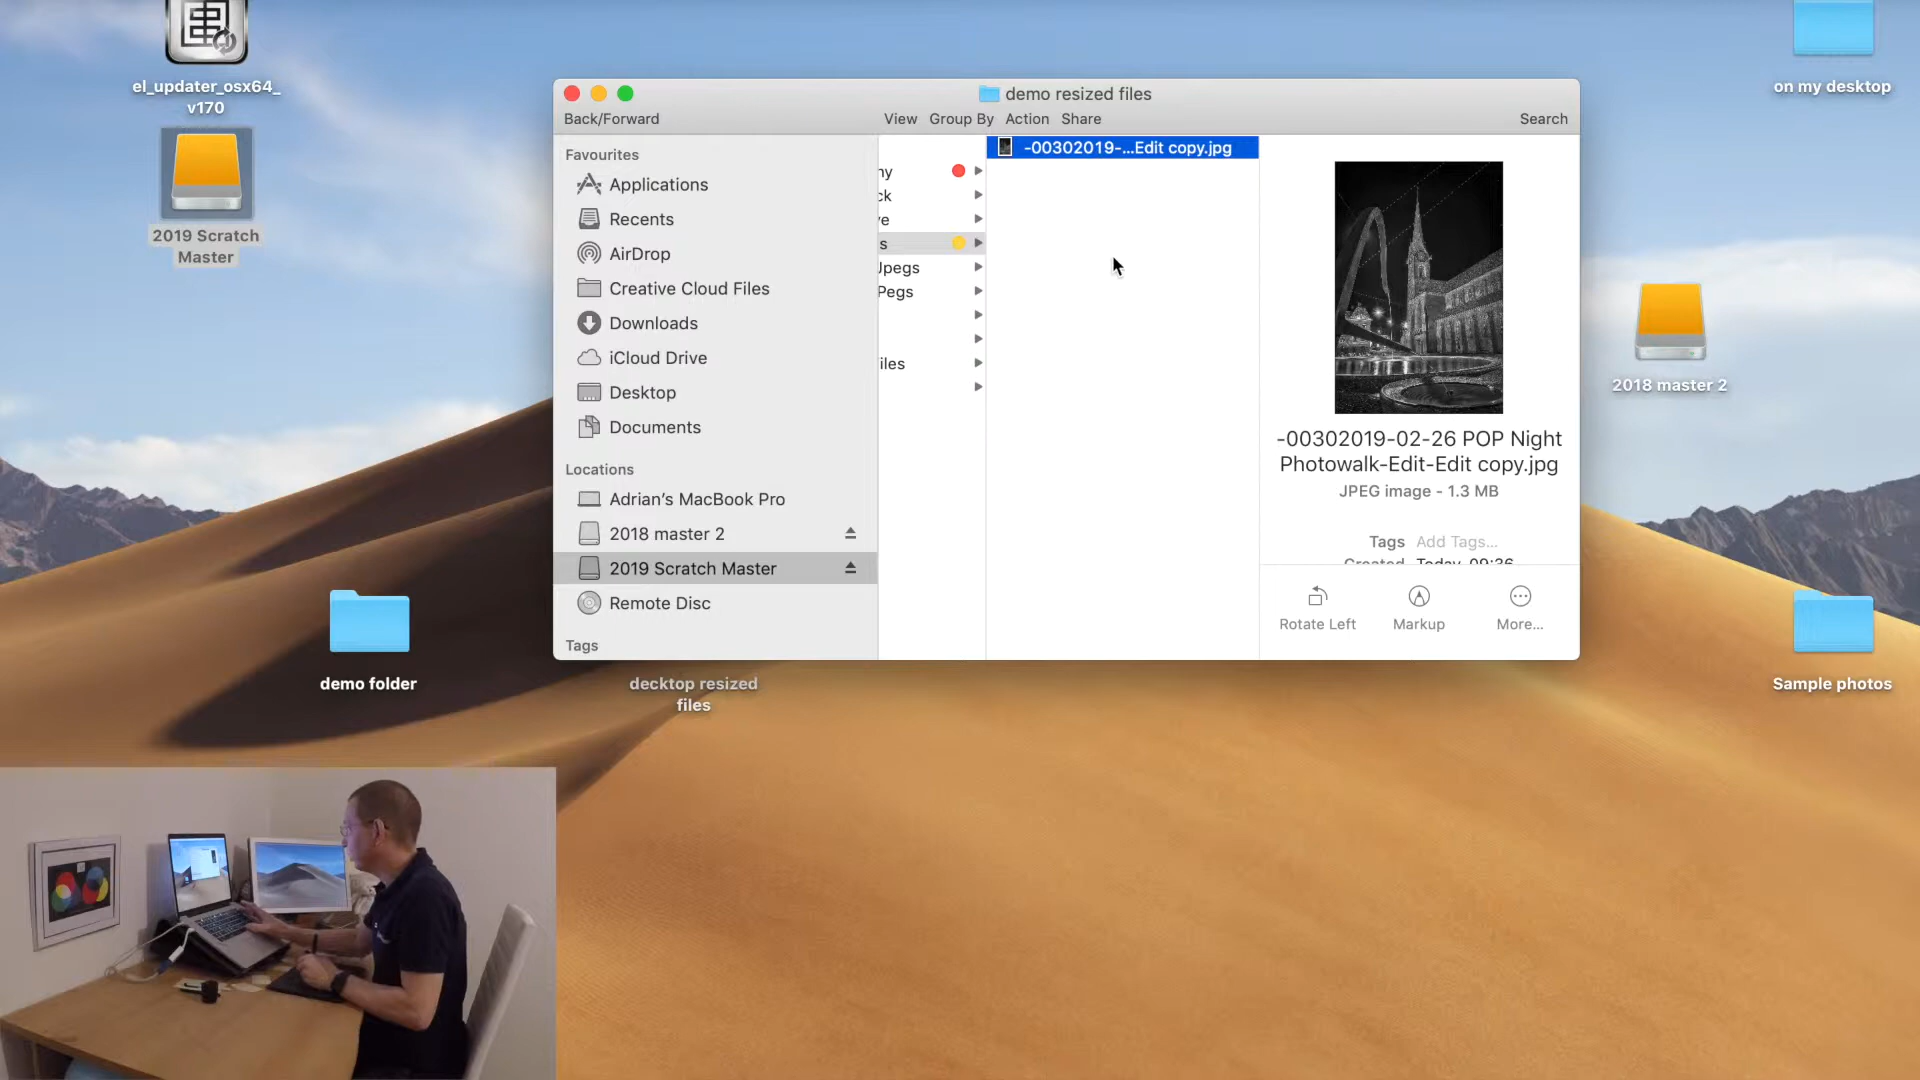 el_updater_osx64_
v170
2019 Scratch
Master
on my desktop
demo resized files
Back/Forward
View
Group By
Action
Share
Search
Favourites
Applications
Recents
AirDrop
Creative Cloud Files
Downloads
iCloud Drive
Desktop
Documents
Locations
Adrian's MacBook Pro
2018 master 2
2019 Scratch Master
Remote Disc
Tags
ny
ck
ve
s
Jpegs
Pegs
iles
-00302019-...Edit copy.jpg
-00302019-02-26 POP Night
Photowalk-Edit-Edit copy.jpg
JPEG image - 1.3 MB
Tags Add Tags...
Created Today, 09:36
Rotate Left
Markup
More...
2018 master 2
demo folder
decktop resized
files
Sample photos